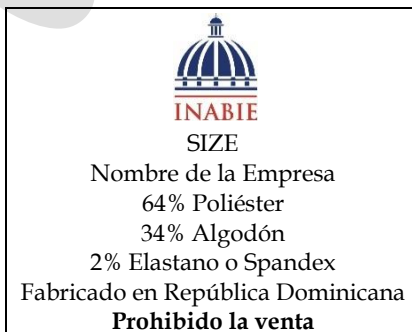 INABIE
SIZE
Nombre de la Empresa
64% Poliéster
34% Algodón
2% Elastano o Spandex
Fabricado en República Dominicana
Prohibido la venta